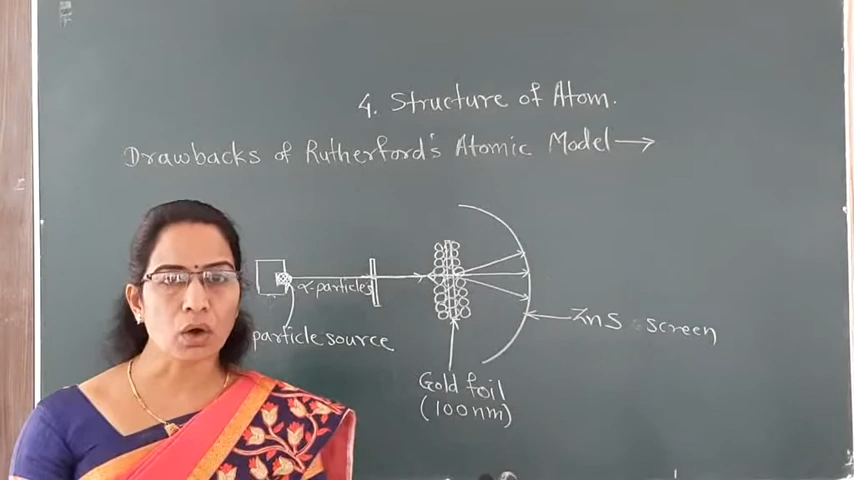 4. Structure of Atom.
Drawbacks of Rutherford's Atomic Model →
α-particles
particle source
ZnS screen
Gold foil
(100nm)